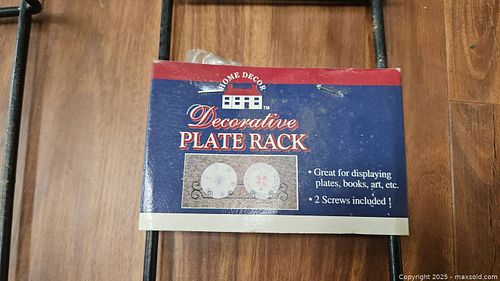 HOME DECOR
TM
Decorative
PLATE RACK
• Great for displaying
plates, books, art, etc.
• 2 Screws included !
Copyright 2025 - maxsold.com